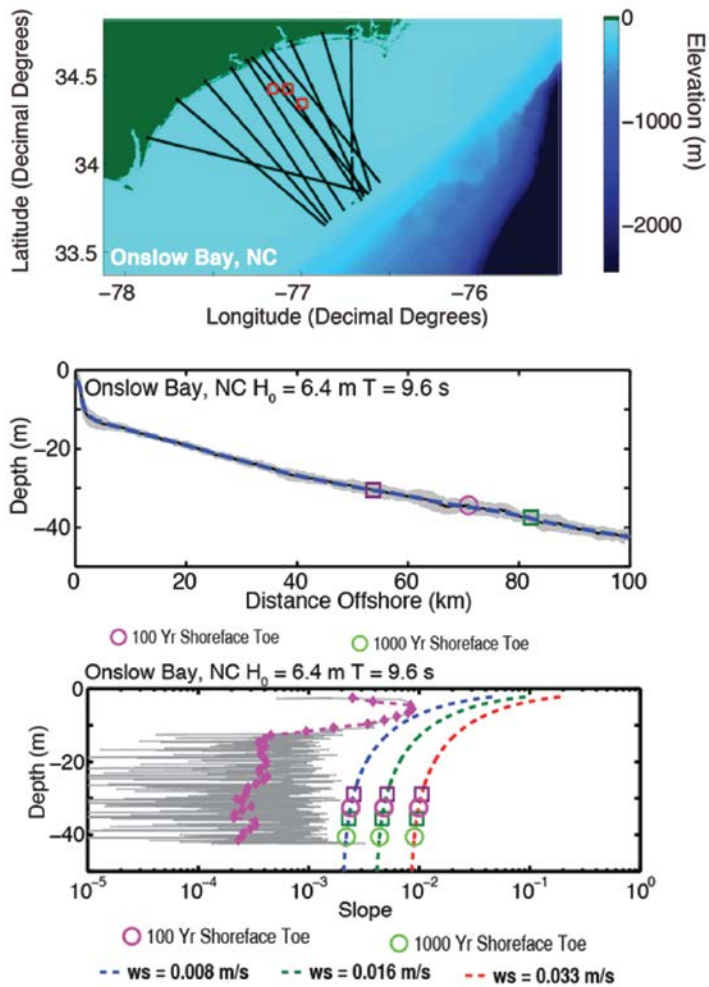 34.5
34
33.5
Latitude (Decimal Degrees)
Onslow Bay, NC
−78
−77
−76
Longitude (Decimal Degrees)
0
−1000
−2000
Elevation (m)
Onslow Bay, NC H₀ = 6.4 m T = 9.6 s
0
−20
−40
Depth (m)
0
20
40
60
80
100
Distance Offshore (km)
100 Yr Shoreface Toe
1000 Yr Shoreface Toe
Onslow Bay, NC H₀ = 6.4 m T = 9.6 s
0
−20
−40
Depth (m)
10⁻⁵
10⁻⁴
10⁻³
10⁻²
10⁻¹
10⁰
Slope
100 Yr Shoreface Toe
1000 Yr Shoreface Toe
ws = 0.008 m/s
ws = 0.016 m/s
ws = 0.033 m/s